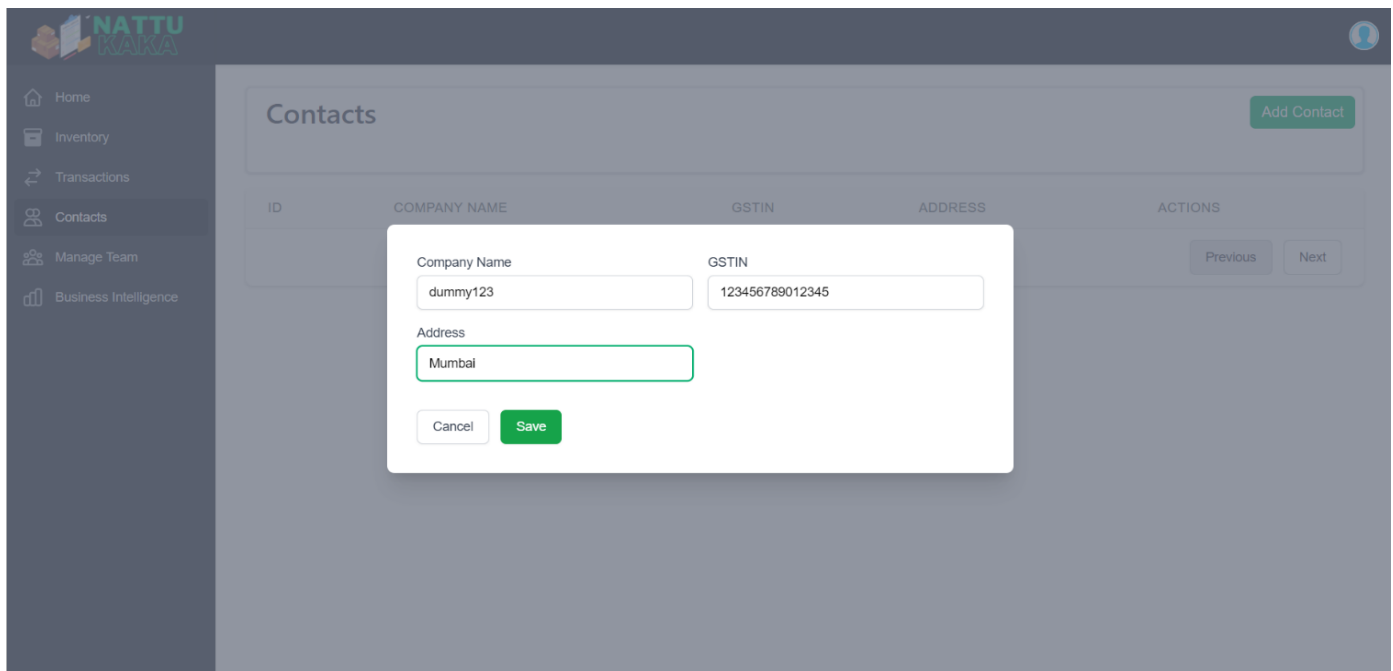 NATTU
KAKA
Home
Inventory
Transactions
Contacts
Manage Team
Business Intelligence
Contacts
Add Contact
ID COMPANY NAME GSTIN ADDRESS ACTIONS
Previous Next
Company Name GSTIN
dummy123 123456789012345
Address
Mumbai
Cancel Save